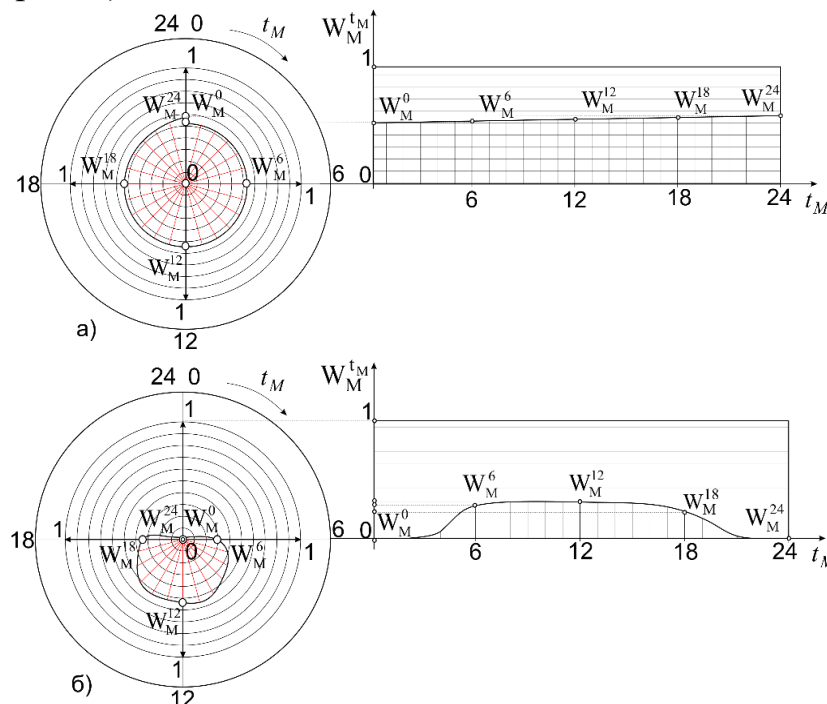 24 0
t_M
1
W_M^24 W_M^0
W_M^18 W_M^6
18 1 0 1 6
W_M^12
1
а)
12
W_M^{t_M}
1
W_M^0 W_M^6 W_M^12 W_M^18 W_M^24
0
6 12 18 24 t_M
24 0
t_M
1
W_M^24 W_M^0
18 1 0 1 6
W_M^18 W_M^6
W_M^12
1
б)
12
W_M^{t_M}
1
W_M^6 W_M^12 W_M^18
W_M^0 W_M^24
0
6 12 18 24 t_M